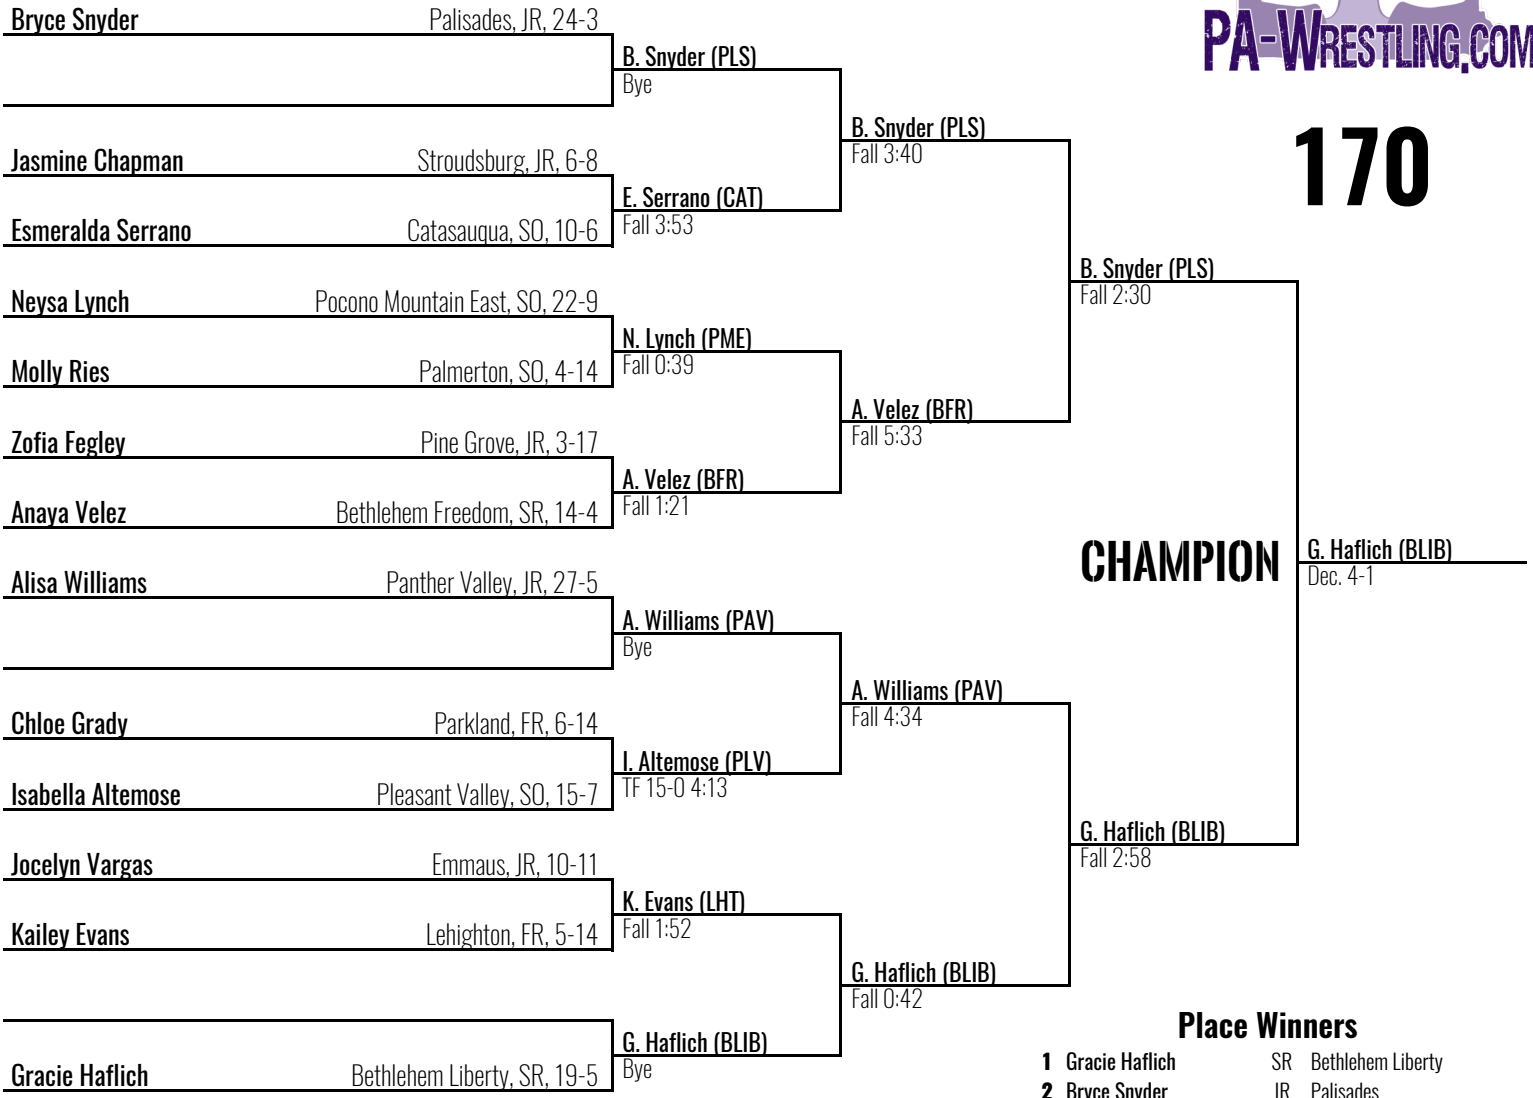 PA-WRESTLING.COM
170
Bryce Snyder Palisades, JR, 24-3
Jasmine Chapman Stroudsburg, JR, 6-8
Esmeralda Serrano Catasauqua, SO, 10-6
Neysa Lynch Pocono Mountain East, SO, 22-9
Molly Ries Palmerton, SO, 4-14
Zofia Fegley Pine Grove, JR, 3-17
Anaya Velez Bethlehem Freedom, SR, 14-4
Alisa Williams Panther Valley, JR, 27-5
Chloe Grady Parkland, FR, 6-14
Isabella Altemose Pleasant Valley, SO, 15-7
Jocelyn Vargas Emmaus, JR, 10-11
Kailey Evans Lehighton, FR, 5-14
Gracie Haflich Bethlehem Liberty, SR, 19-5
B. Snyder (PLS)
Bye
E. Serrano (CAT)
Fall 3:53
N. Lynch (PME)
Fall 0:39
A. Velez (BFR)
Fall 1:21
A. Williams (PAV)
Bye
I. Altemose (PLV)
TF 15-0 4:13
K. Evans (LHT)
Fall 1:52
G. Haflich (BLIB)
Bye
B. Snyder (PLS)
Fall 3:40
A. Velez (BFR)
Fall 5:33
A. Williams (PAV)
Fall 4:34
G. Haflich (BLIB)
Fall 0:42
B. Snyder (PLS)
Fall 2:30
G. Haflich (BLIB)
Fall 2:58
CHAMPION
G. Haflich (BLIB)
Dec. 4-1
Place Winners
1 Gracie Haflich SR Bethlehem Liberty
2 Bryce Snyder JR Palisades